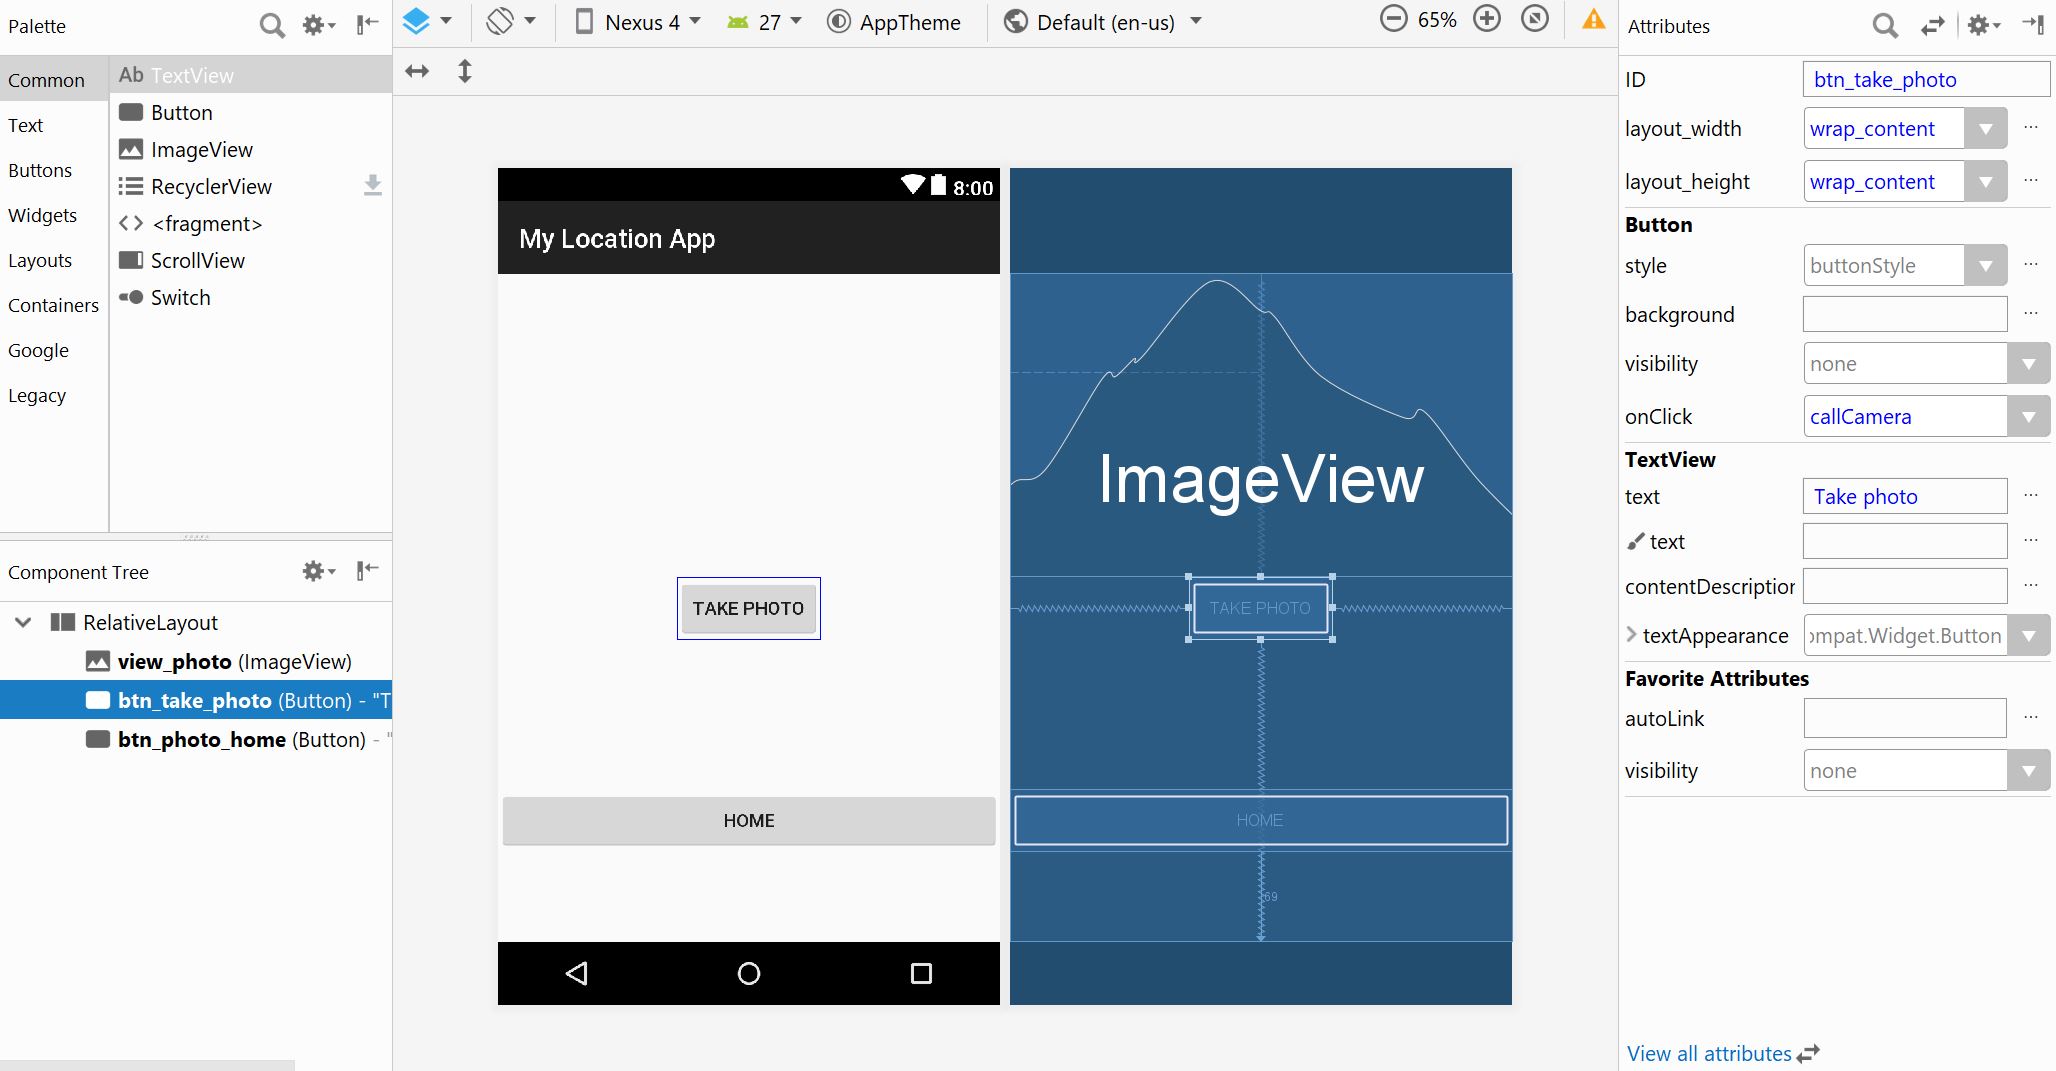 Palette
Common
Text
Buttons
Widgets
Layouts
Containers
Google
Legacy
Ab TextView
Button
ImageView
RecyclerView
<fragment>
ScrollView
Switch
Component Tree
RelativeLayout
view_photo (ImageView)
btn_take_photo (Button) - "T
btn_photo_home (Button) - "
Nexus 4
27
AppTheme
Default (en-us)
65%
8:00
My Location App
TAKE PHOTO
HOME
ImageView
TAKE PHOTO
HOME
69
Attributes
ID btn_take_photo
layout_width wrap_content ...
layout_height wrap_content ...
Button
style buttonStyle ...
background ...
visibility none
onClick callCamera
TextView
text Take photo ...
text ...
contentDescription ...
textAppearance ompat.Widget.Button
Favorite Attributes
autoLink ...
visibility none
View all attributes